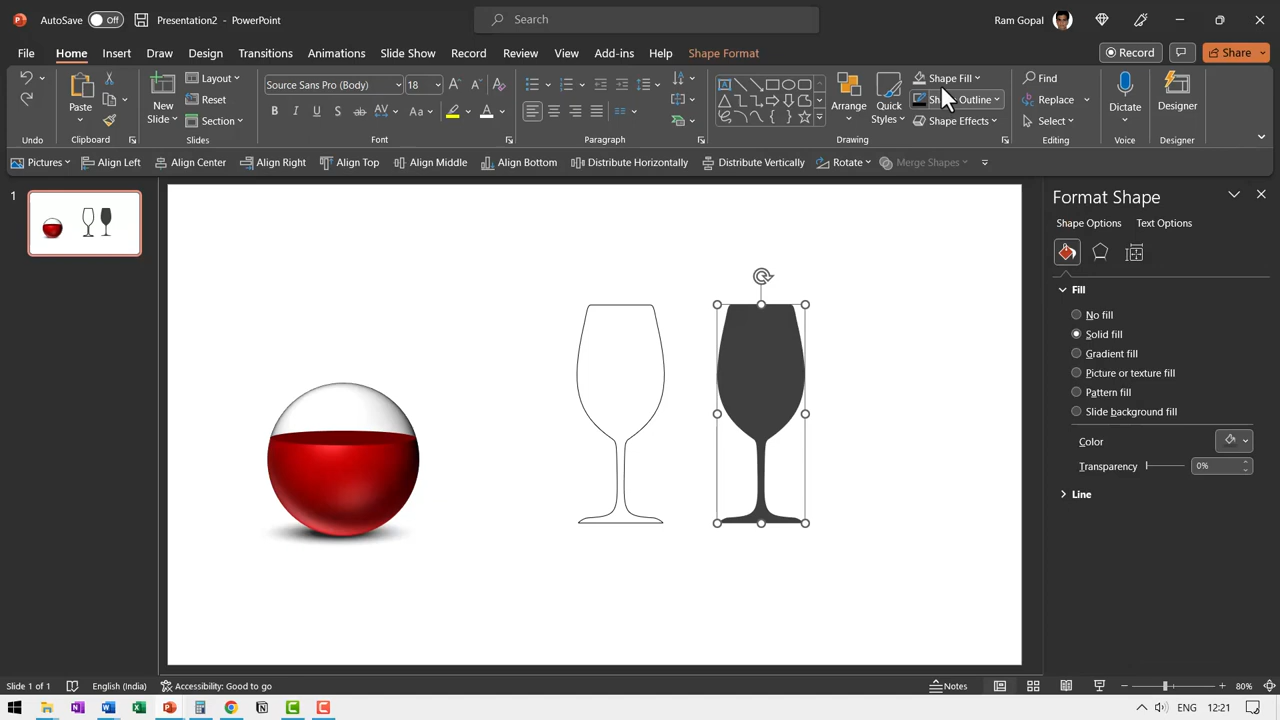 AutoSave Off Presentation2 - PowerPoint Search Ram Gopal
File Home Insert Draw Design Transitions Animations Slide Show Record Review View Add-ins Help Shape Format Record Share
Undo
Paste
Clipboard
New Slide
Layout
Reset
Section
Slides
Source Sans Pro (Body) 18
B I U S ab AV Aa A
Font
Paragraph
Arrange
Quick Styles
Shape Fill
Outline
Shape Effects
Drawing
Find
Replace
Select
Editing
Dictate
Voice
Designer
Designer
Pictures Align Left Align Center Align Right Align Top Align Middle Align Bottom Distribute Horizontally Distribute Vertically Rotate Merge Shapes
1
Format Shape
Shape Options Text Options
Fill
No fill
Solid fill
Gradient fill
Picture or texture fill
Pattern fill
Slide background fill
Color
Transparency 0%
Line
Slide 1 of 1 English (India) Accessibility: Good to go Notes 80%
ENG 12:21